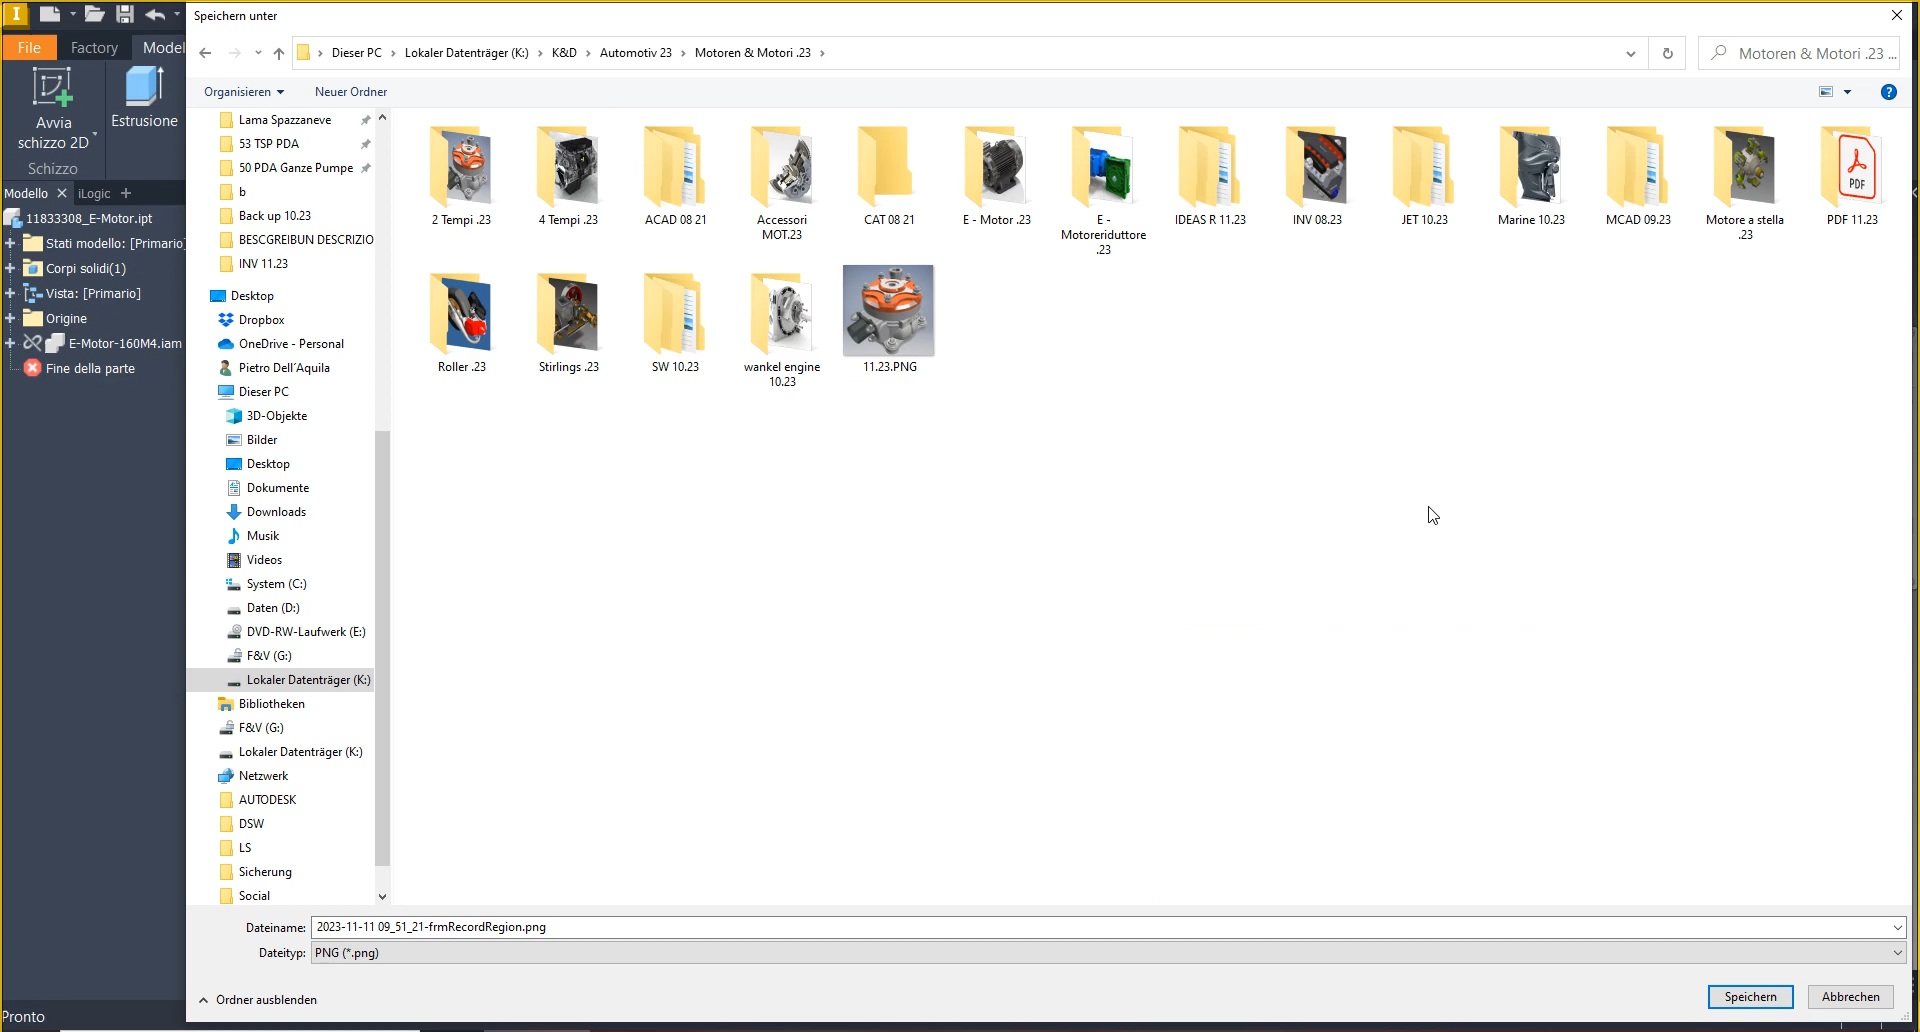 Speichern unter
File Factory Model
Dieser PC Lokaler Datenträger (K:) K&D Automotiv 23 Motoren & Motori .23
Motoren & Motori .23 ...
Organisieren Neuer Ordner
Avvia
schizzo 2D
Estrusione
Schizzo
Modello iLogic
11833308_E-Motor.ipt
Stati modello: [Primario]
Corpi solidi(1)
Vista: [Primario]
Origine
E-Motor-160M4.iam
Fine della parte
Lama Spazzaneve
53 TSP PDA
50 PDA Ganze Pumpe
b
Back up 10.23
BESCGREIBUN DESCRIZIO
INV 11.23
Desktop
Dropbox
OneDrive - Personal
Pietro Dell´Aquila
Dieser PC
3D-Objekte
Bilder
Desktop
Dokumente
Downloads
Musik
Videos
System (C:)
Daten (D:)
DVD-RW-Laufwerk (E:)
F&V (G:)
Lokaler Datenträger (K:)
Bibliotheken
F&V (G:)
Lokaler Datenträger (K:)
Netzwerk
AUTODESK
DSW
LS
Sicherung
Social
2 Tempi .23
4 Tempi .23
ACAD 08 21
Accessori
MOT.23
CAT 08 21
E - Motor .23
E -
Motoreriduttore
.23
IDEAS R 11.23
INV 08.23
JET 10.23
Marine 10.23
MCAD 09.23
Motore a stella
.23
PDF
PDF 11.23
Roller .23
Stirlings .23
SW 10.23
wankel engine
10.23
11.23.PNG
Dateiname: 2023-11-11 09_51_21-frmRecordRegion.png
Dateityp: PNG (*.png)
Ordner ausblenden
Speichern Abbrechen
Pronto